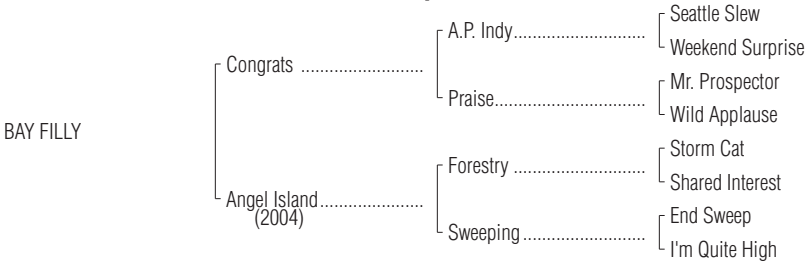 Seattle Slew
A.P. Indy
Weekend Surprise
Congrats
Mr. Prospector
Praise
Wild Applause
BAY FILLY
Storm Cat
Forestry
Shared Interest
Angel Island
(2004)
End Sweep
Sweeping
I'm Quite High